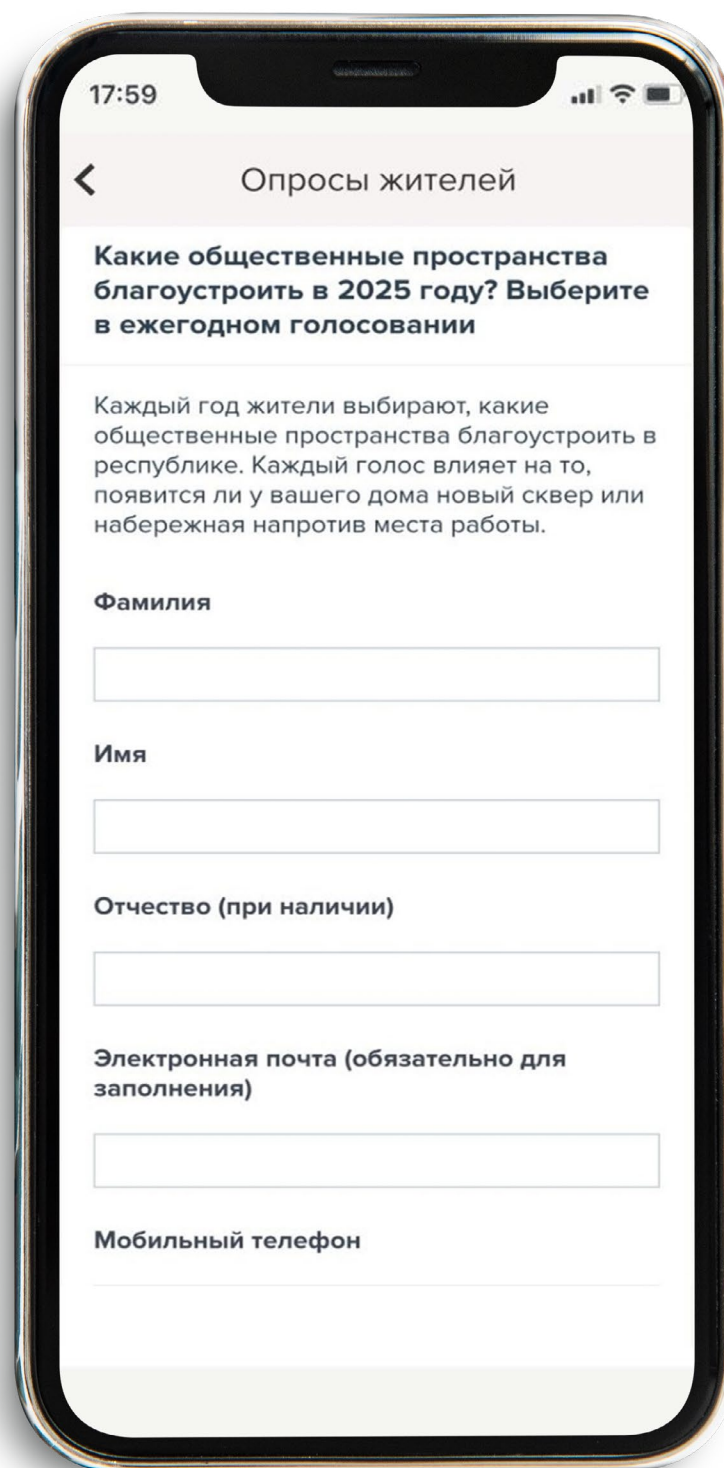 17:59
Опросы жителей
Какие общественные пространства
благоустроить в 2025 году? Выберите
в ежегодном голосовании
Каждый год жители выбирают, какие
общественные пространства благоустроить в
республике. Каждый голос влияет на то,
появится ли у вашего дома новый сквер или
набережная напротив места работы.
Фамилия
Имя
Отчество (при наличии)
Электронная почта (обязательно для
заполнения)
Мобильный телефон